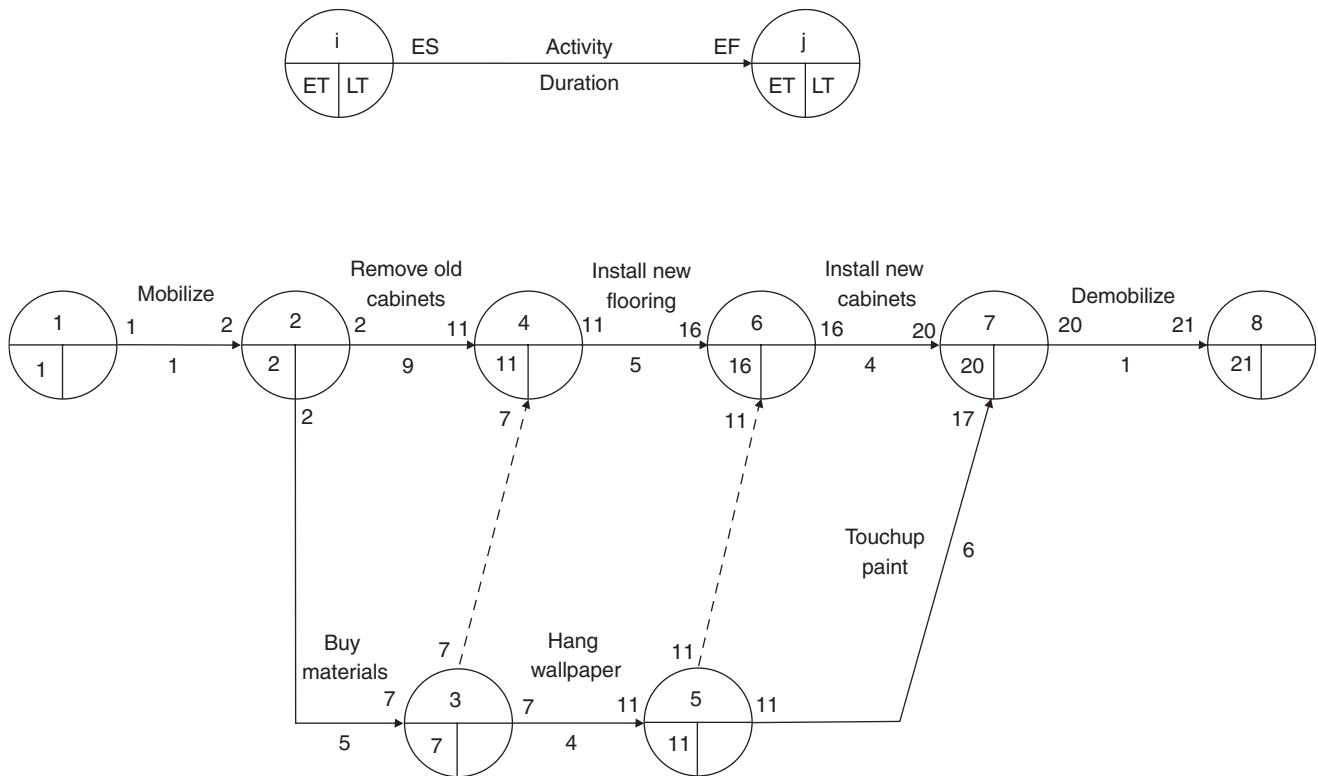 i
ES
Activity
EF
j
ET
LT
Duration
ET
LT
Mobilize
Remove old
cabinets
Install new
flooring
Install new
cabinets
Demobilize
1
1
2
2
2
11
4
11
16
6
16
20
7
20
21
8
1
1
2
9
11
5
16
4
20
1
21
2
7
11
17
Touchup
paint
6
Buy
materials
7
Hang
wallpaper
11
7
3
7
11
5
11
5
7
4
11